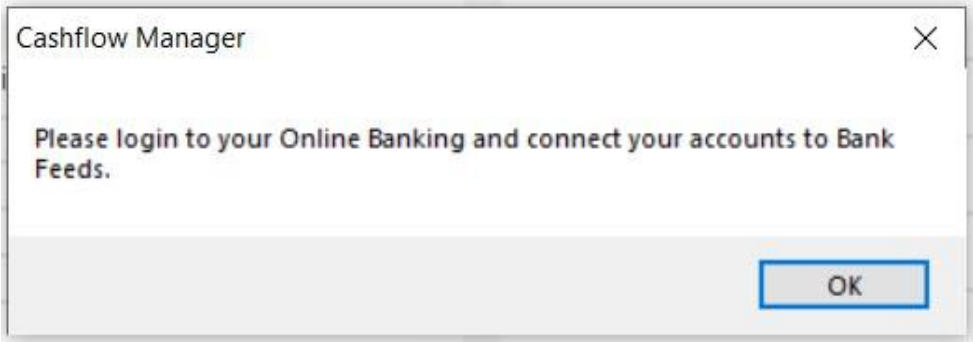 Cashflow Manager
Please login to your Online Banking and connect your accounts to Bank
Feeds.
OK